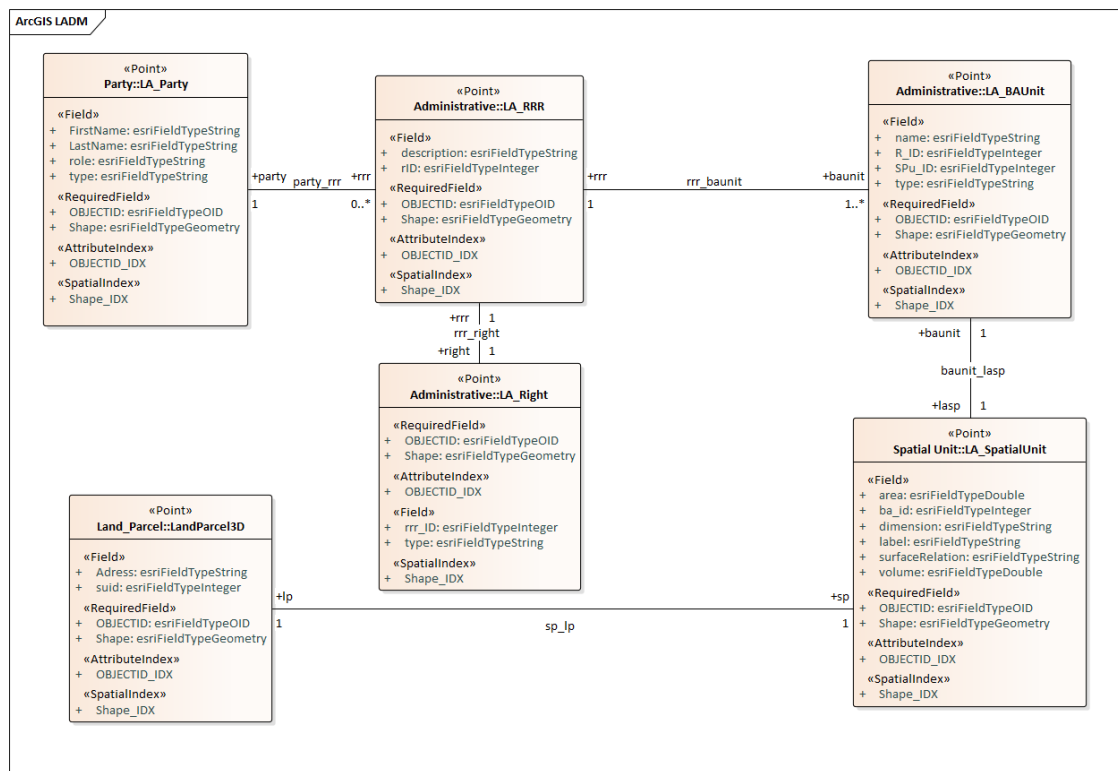 ArcGIS LADM
«Point»
Party::LA_Party
«Field»
+ FirstName: esriFieldTypeString
+ LastName: esriFieldTypeString
+ role: esriFieldTypeString
+ type: esriFieldTypeString
«RequiredField»
+ OBJECTID: esriFieldTypeOID
+ Shape: esriFieldTypeGeometry
«AttributeIndex»
+ OBJECTID_IDX
«SpatialIndex»
+ Shape_IDX
+party
1
party_rrr
+rrr
0..*
«Point»
Administrative::LA_RRR
«Field»
+ description: esriFieldTypeString
+ rID: esriFieldTypeInteger
«RequiredField»
+ OBJECTID: esriFieldTypeOID
+ Shape: esriFieldTypeGeometry
«AttributeIndex»
+ OBJECTID_IDX
«SpatialIndex»
+ Shape_IDX
+rrr
1
rrr_baunit
+baunit
1..*
«Point»
Administrative::LA_BAUnit
«Field»
+ name: esriFieldTypeString
+ R_ID: esriFieldTypeInteger
+ SPu_ID: esriFieldTypeInteger
+ type: esriFieldTypeString
«RequiredField»
+ OBJECTID: esriFieldTypeOID
+ Shape: esriFieldTypeGeometry
«AttributeIndex»
+ OBJECTID_IDX
«SpatialIndex»
+ Shape_IDX
+rrr 1
rrr_right
+right 1
«Point»
Administrative::LA_Right
«RequiredField»
+ OBJECTID: esriFieldTypeOID
+ Shape: esriFieldTypeGeometry
«AttributeIndex»
+ OBJECTID_IDX
«Field»
+ rrr_ID: esriFieldTypeInteger
+ type: esriFieldTypeString
«SpatialIndex»
+ Shape_IDX
+baunit 1
baunit_lasp
+lasp 1
«Point»
Spatial Unit::LA_SpatialUnit
«Field»
+ area: esriFieldTypeDouble
+ ba_id: esriFieldTypeInteger
+ dimension: esriFieldTypeString
+ label: esriFieldTypeString
+ surfaceRelation: esriFieldTypeString
+ volume: esriFieldTypeDouble
«RequiredField»
+ OBJECTID: esriFieldTypeOID
+ Shape: esriFieldTypeGeometry
«AttributeIndex»
+ OBJECTID_IDX
«SpatialIndex»
+ Shape_IDX
«Point»
Land_Parcel::LandParcel3D
«Field»
+ Adress: esriFieldTypeString
+ suid: esriFieldTypeInteger
«RequiredField»
+ OBJECTID: esriFieldTypeOID
+ Shape: esriFieldTypeGeometry
«AttributeIndex»
+ OBJECTID_IDX
«SpatialIndex»
+ Shape_IDX
+lp
1
sp_lp
+sp
1